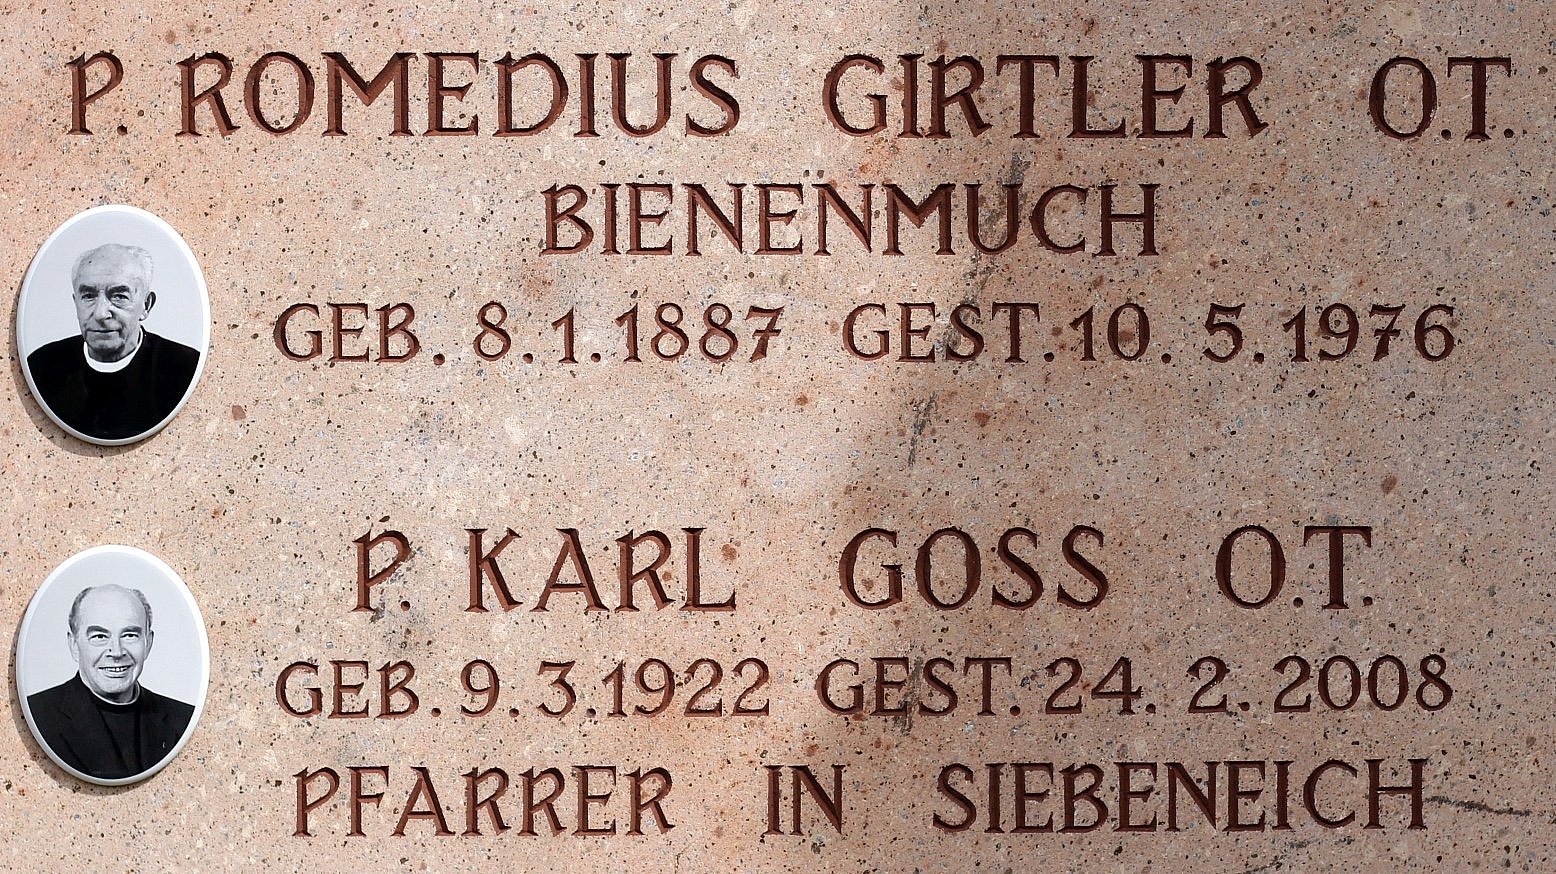 P. ROMEDIUS GIRTLER O.T.
BIENENMUCH
GEB. 8.1.1887 GEST. 10.5.1976
P. KARL GOSS O.T.
GEB. 9.3.1922 GEST. 24.2.2008
PFARRER IN SIEBENEICH